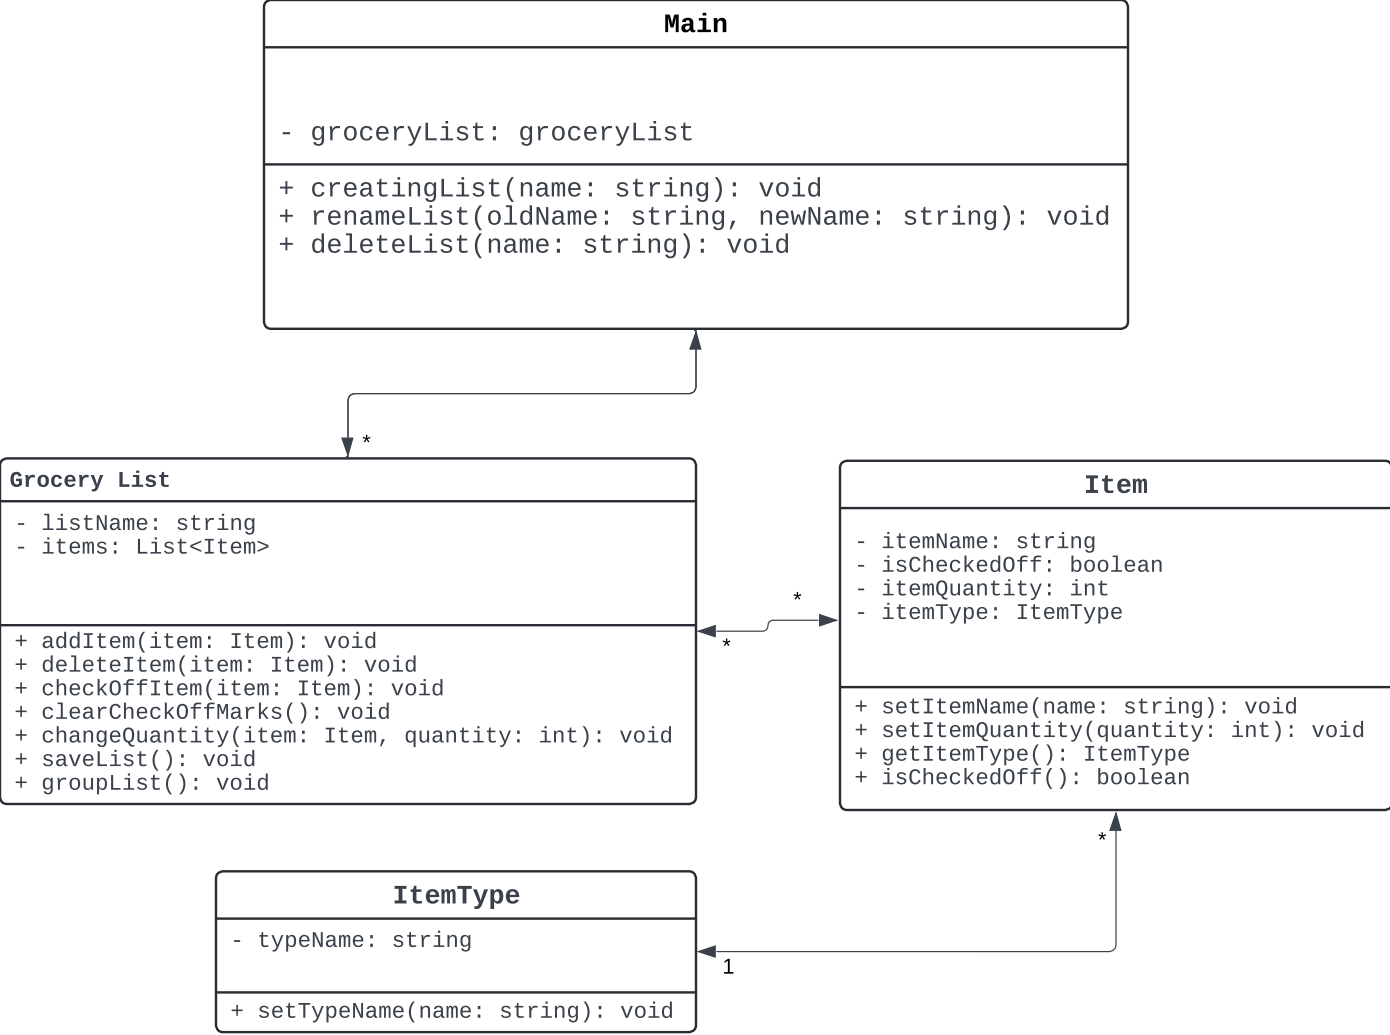 Main
- groceryList: groceryList
+ creatingList(name: string): void
+ renameList(oldName: string, newName: string): void
+ deleteList(name: string): void
*
Grocery List
- listName: string
- items: List<Item>
+ addItem(item: Item): void
+ deleteItem(item: Item): void
+ checkOffItem(item: Item): void
+ clearCheckOffMarks(): void
+ changeQuantity(item: Item, quantity: int): void
+ saveList(): void
+ groupList(): void
*
*
Item
- itemName: string
- isCheckedOff: boolean
- itemQuantity: int
- itemType: ItemType
+ setItemName(name: string): void
+ setItemQuantity(quantity: int): void
+ getItemType(): ItemType
+ isCheckedOff(): boolean
*
ItemType
- typeName: string
+ setTypeName(name: string): void
1